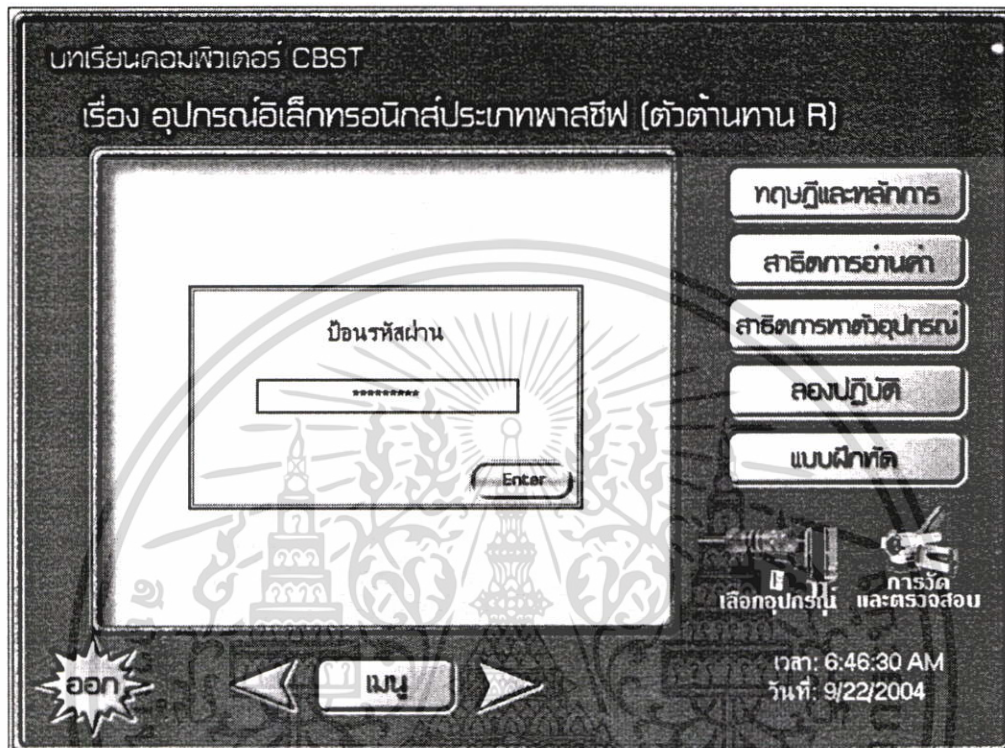 บทเรียนคอมพิวเตอร์ CBST
เรื่อง อุปกรณ์อิเล็กทรอนิกส์ประเภทพาสซีฟ (ตัวต้านทาน R)
ทฤษฎีและหลักการ
สาธิตการอ่านค่า
สาธิตการหาตัวอุปกรณ์
ลองปฏิบัติ
แบบฝึกหัด
ป้อนรหัสผ่าน
*********
Enter
เลือกอุปกรณ์
การวัด
และตรวจสอบ
ออก
เมนู
เวลา: 6:46:30 AM
วันที่: 9/22/2004